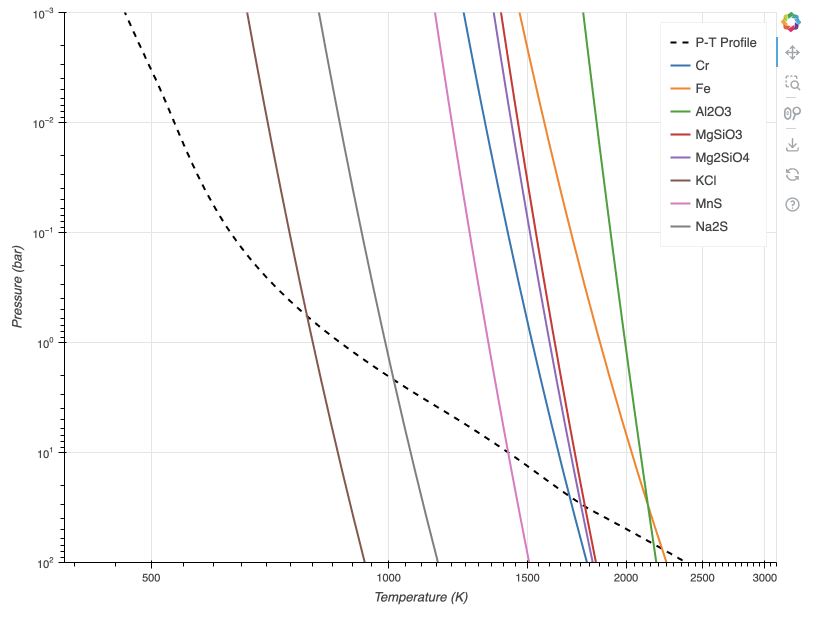 10⁻³
10⁻²
10⁻¹
10⁰
10¹
10²
Pressure (bar)
500
1000
1500
2000
2500
3000
Temperature (K)
P-T Profile
Cr
Fe
Al2O3
MgSiO3
Mg2SiO4
KCl
MnS
Na2S